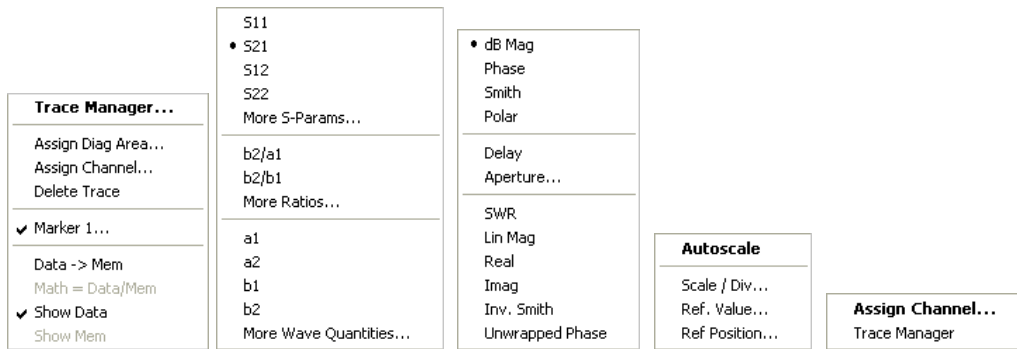 Trace Manager...
Assign Diag Area...
Assign Channel...
Delete Trace
Marker 1...
Data -> Mem
Math = Data/Mem
Show Data
Show Mem
S11
S21
S12
S22
More S-Params...
b2/a1
b2/b1
More Ratios...
a1
a2
b1
b2
More Wave Quantities...
dB Mag
Phase
Smith
Polar
Delay
Aperture...
SWR
Lin Mag
Real
Imag
Inv. Smith
Unwrapped Phase
Autoscale
Scale / Div...
Ref. Value...
Ref Position...
Assign Channel...
Trace Manager